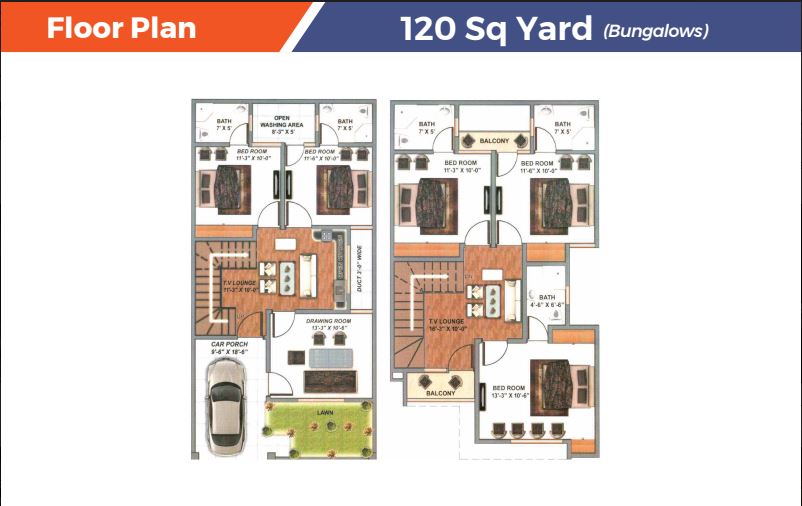 Floor Plan
120 Sq Yard (Bungalows)
BATH
7' X 5'
OPEN
WASHING AREA
8'-3" X 5'
BATH
7' X 5'
BED ROOM
11'-3" X 10'-0"
BED ROOM
11'-6" X 10'-0"
DUCT 3'-0" WIDE
T.V LOUNGE
11'-3" X 10'-0"
UP
DRAWING ROOM
13'-3" X 10'-6"
CAR PORCH
9'-6" X 18'-6"
LAWN
BATH
7' X 5'
BALCONY
BATH
7' X 5'
BED ROOM
11'-3" X 10'-0"
BED ROOM
11'-6" X 10'-0"
BATH
4'-6" X 6'-6"
T.V LOUNGE
16'-3" X 10'-0"
BALCONY
BED ROOM
13'-3" X 10'-6"